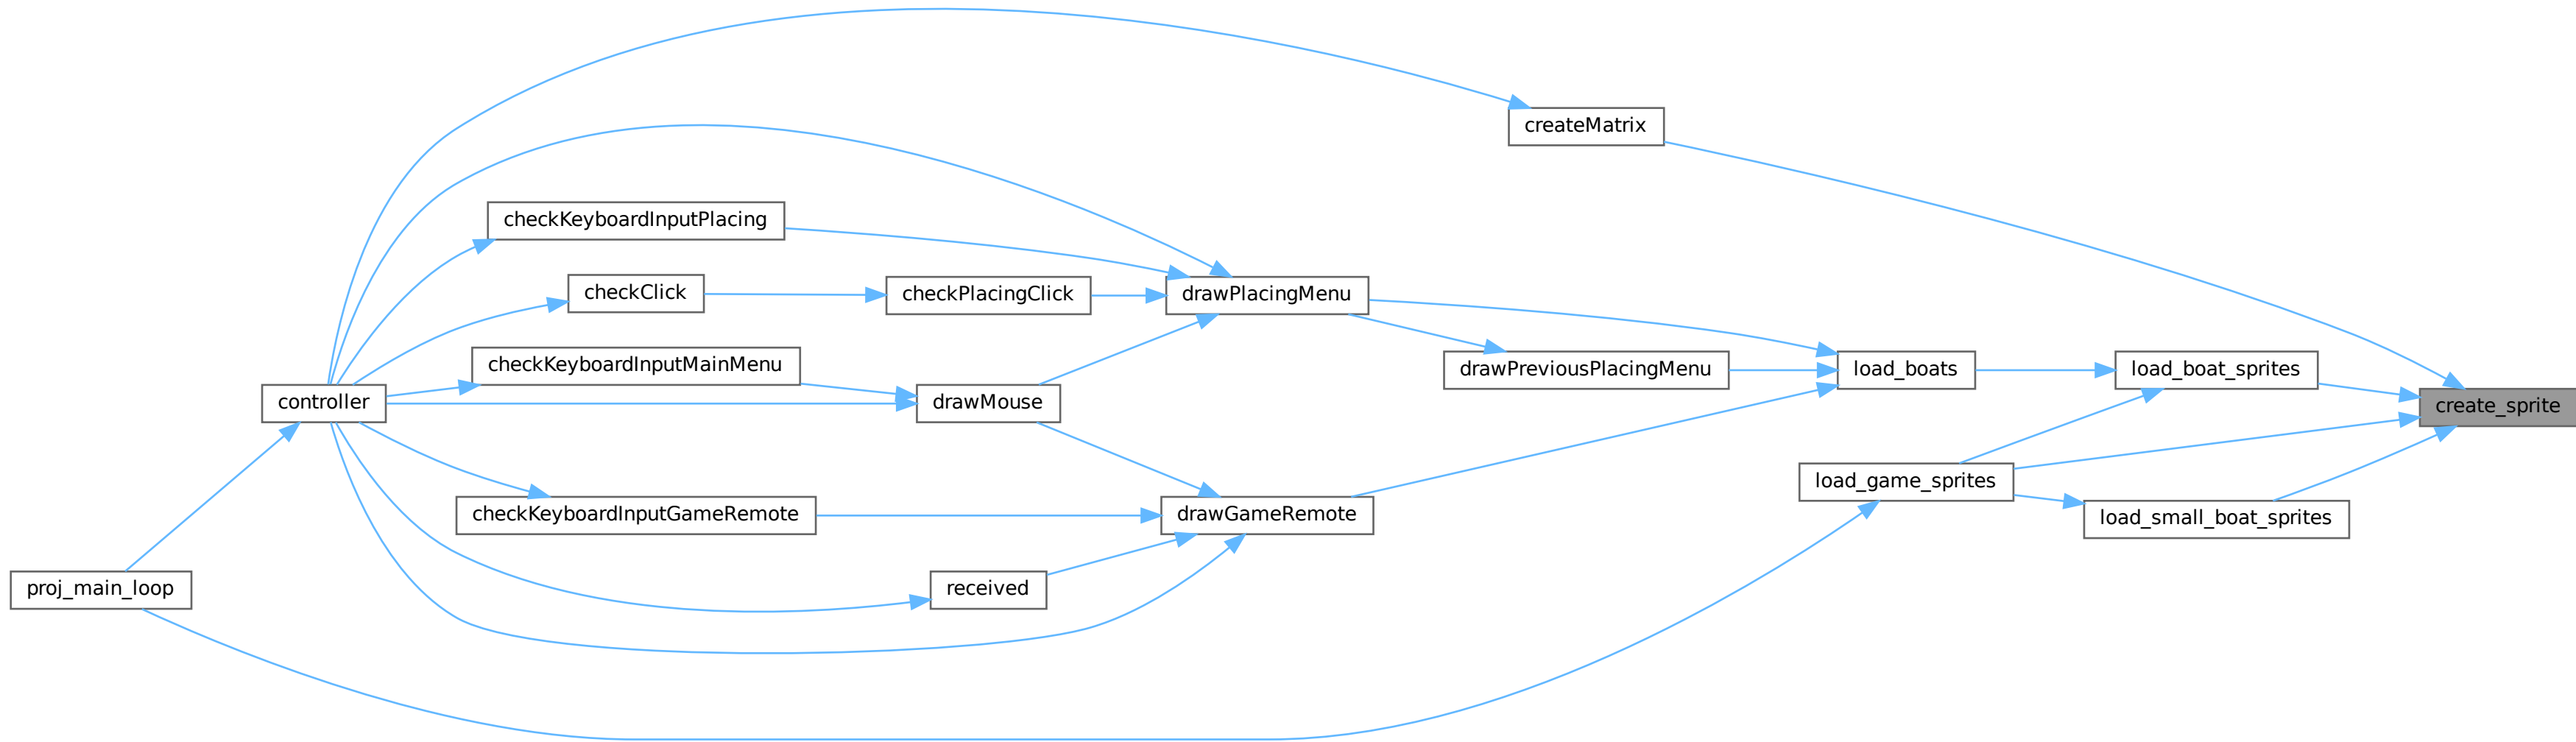 createMatrix
checkKeyboardInputPlacing
checkClick
checkPlacingClick
drawPlacingMenu
checkKeyboardInputMainMenu
drawPreviousPlacingMenu
load_boats
load_boat_sprites
controller
drawMouse
create_sprite
load_game_sprites
checkKeyboardInputGameRemote
drawGameRemote
load_small_boat_sprites
proj_main_loop
received